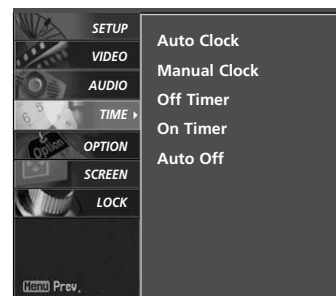 SETUP
VIDEO
AUDIO
TIME
OPTION
SCREEN
LOCK
Menu Prev.
Auto Clock
Manual Clock
Off Timer
On Timer
Auto Off
Option